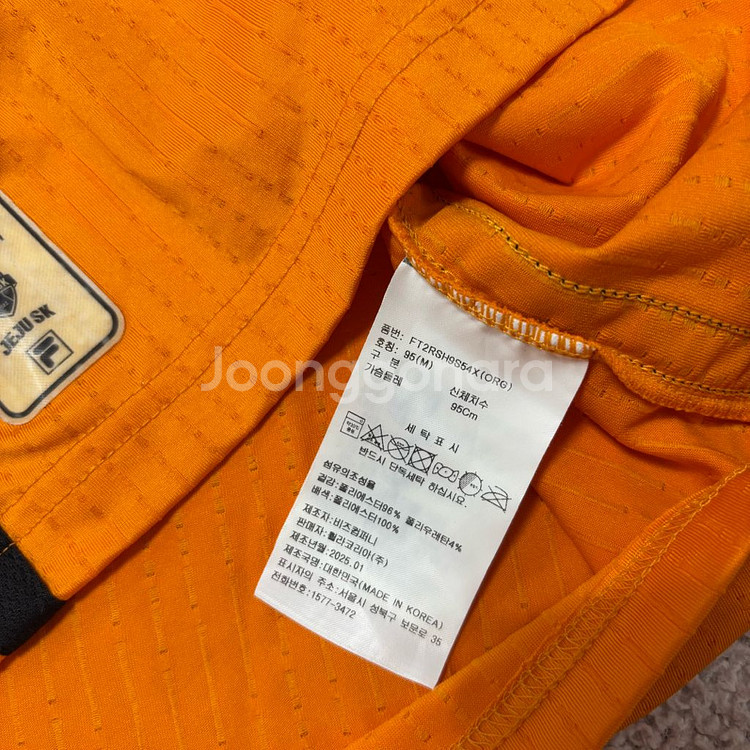 JEJU SK
Joonggonara
품번: FT2RSH9S54X(ORG)
호칭: 95(M)
구 분 신체치수
가슴둘레 95Cm
세 탁 표 시
반드시 단독세탁 하십시요.
섬유의조성율
겉감:폴리에스터96% 폴리우레탄4%
배색:폴리에스터100%
제조자:비즈컴퍼니
판매자:휠라코리아(주)
제조년월:2025.01
제조국명:대한민국(MADE IN KOREA)
표시자의 주소:서울시 성북구 보문로 35
전화번호:1577-3472